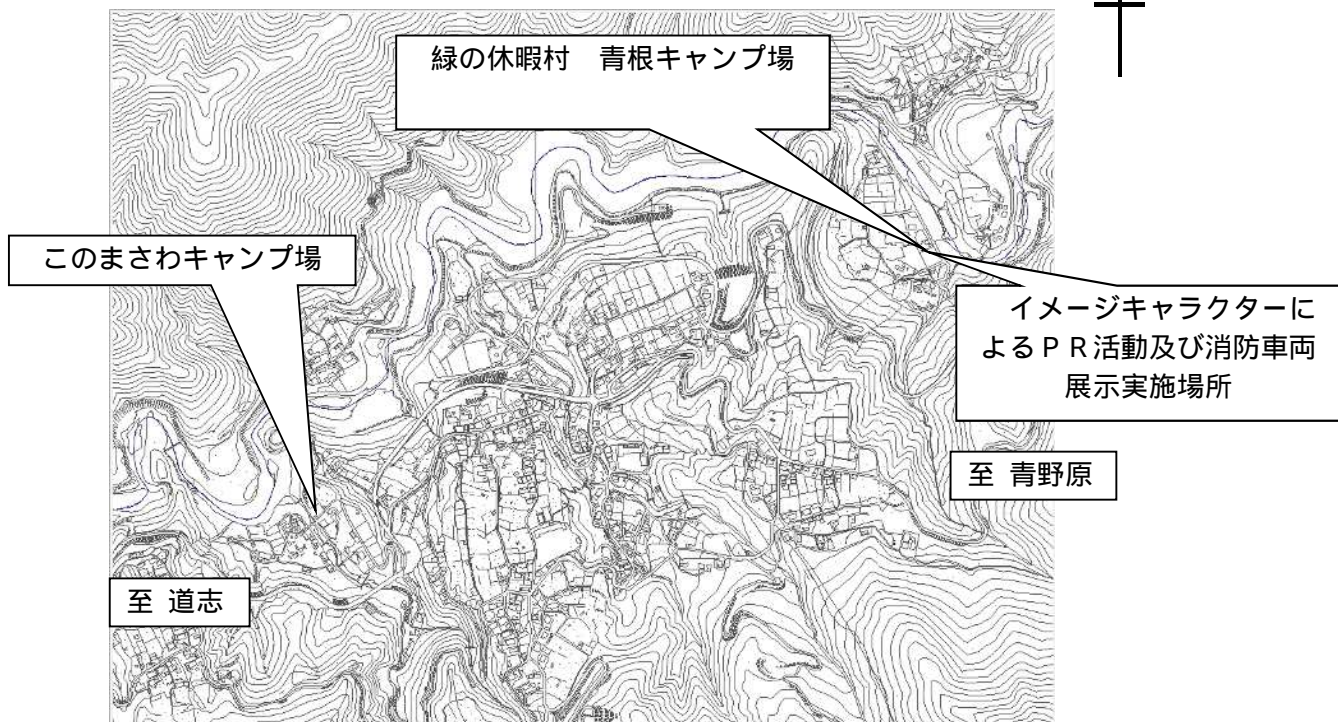 緑の休暇村 青根キャンプ場
このまさわキャンプ場
イメージキャラクターに
よるPR活動及び消防車両
展示実施場所
至 青野原
至 道志